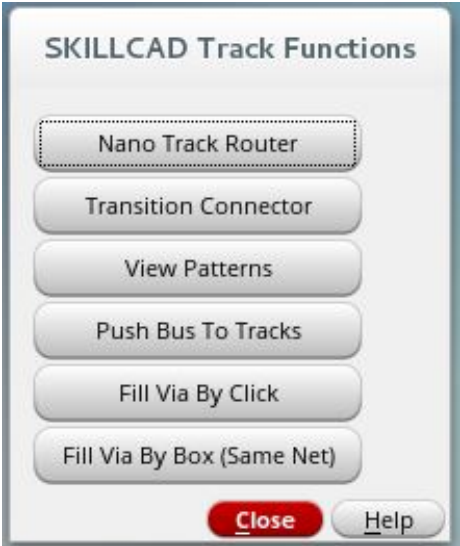 SKILLCAD Track Functions
Nano Track Router
Transition Connector
View Patterns
Push Bus To Tracks
Fill Via By Click
Fill Via By Box (Same Net)
Close Help